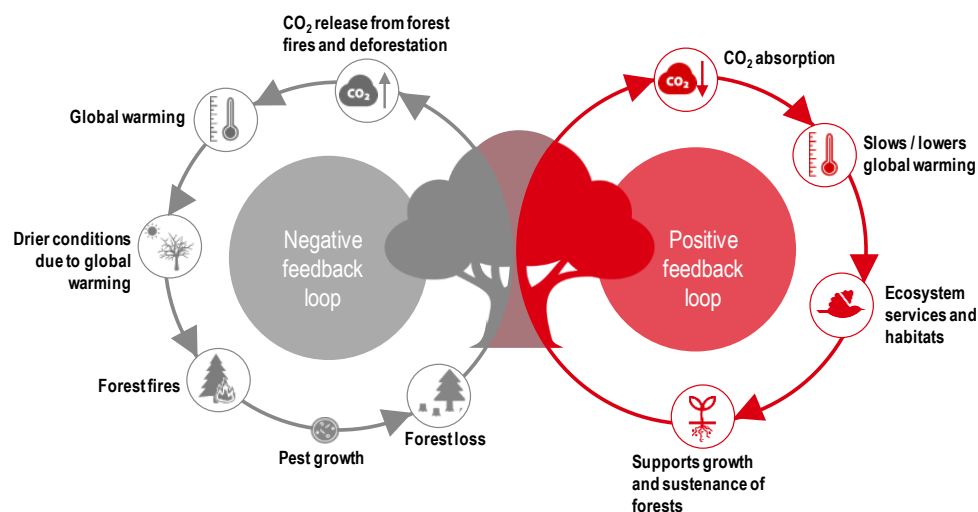 CO₂ release from forest
fires and deforestation
CO₂
Global warming
Drier conditions
due to global
warming
Forest fires
Pest growth
Forest loss
Negative
feedback
loop
CO₂ absorption
CO₂
Slows / lowers
global warming
Ecosystem
services and
habitats
Supports growth
and sustenance of
forests
Positive
feedback
loop